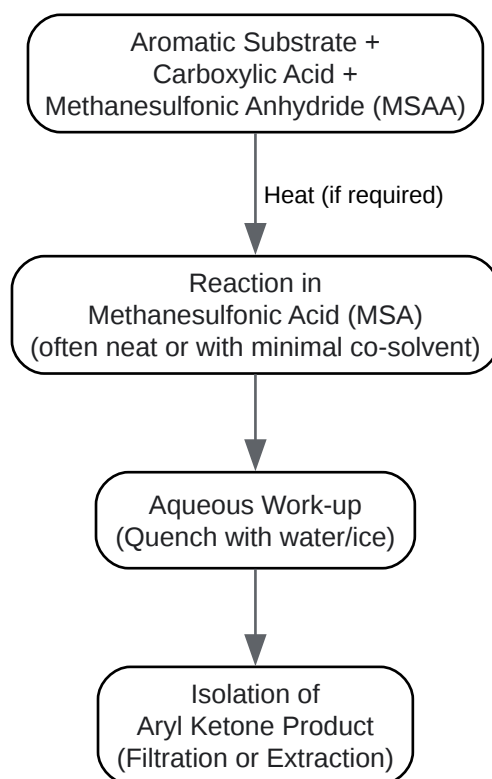 Aromatic Substrate +
Carboxylic Acid +
Methanesulfonic Anhydride (MSAA)
Heat (if required)
Reaction in
Methanesulfonic Acid (MSA)
(often neat or with minimal co-solvent)
Aqueous Work-up
(Quench with water/ice)
Isolation of
Aryl Ketone Product
(Filtration or Extraction)